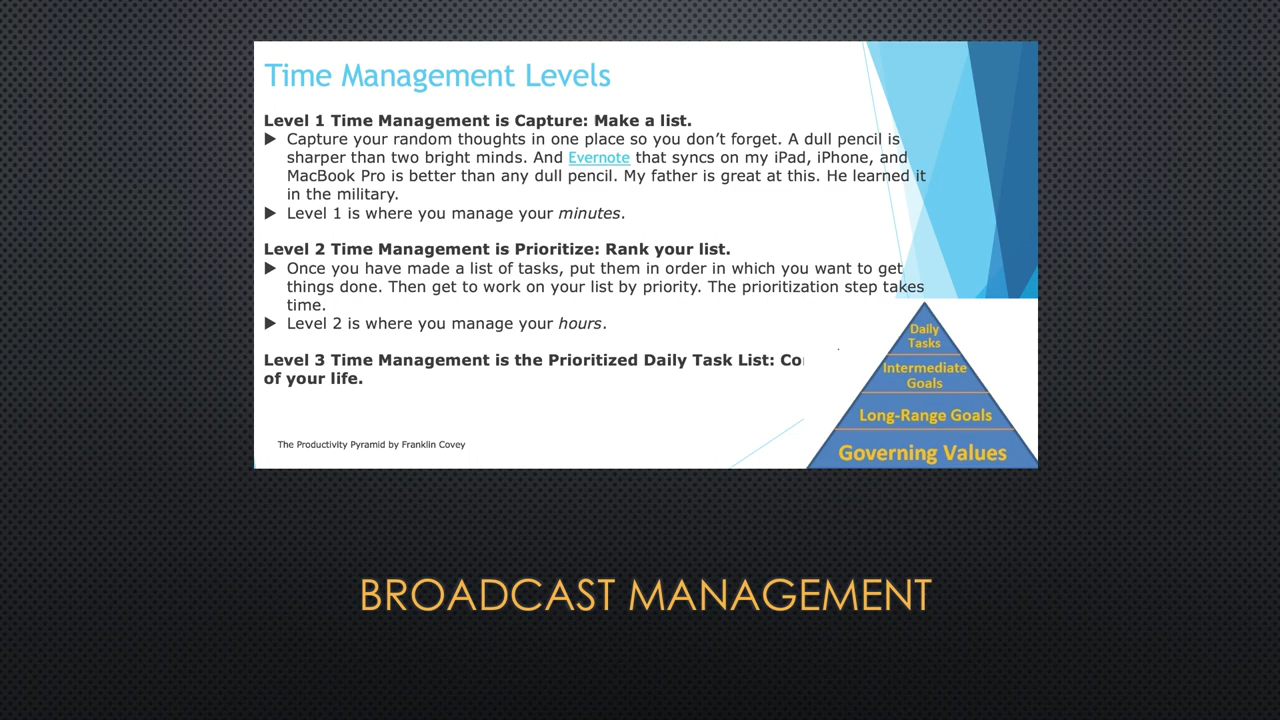 Time Management Levels
Level 1 Time Management is Capture: Make a list.
Capture your random thoughts in one place so you don’t forget. A dull pencil is
sharper than two bright minds. And Evernote that syncs on my iPad, iPhone, and
MacBook Pro is better than any dull pencil. My father is great at this. He learned it
in the military.
Level 1 is where you manage your minutes.
Level 2 Time Management is Prioritize: Rank your list.
Once you have made a list of tasks, put them in order in which you want to get
things done. Then get to work on your list by priority. The prioritization step takes
time.
Level 2 is where you manage your hours.
Level 3 Time Management is the Prioritized Daily Task List:
of your life.
The Productivity Pyramid by Franklin Covey
Daily
Tasks
Intermediate
Goals
Long-Range Goals
Governing Values
BROADCAST MANAGEMENT